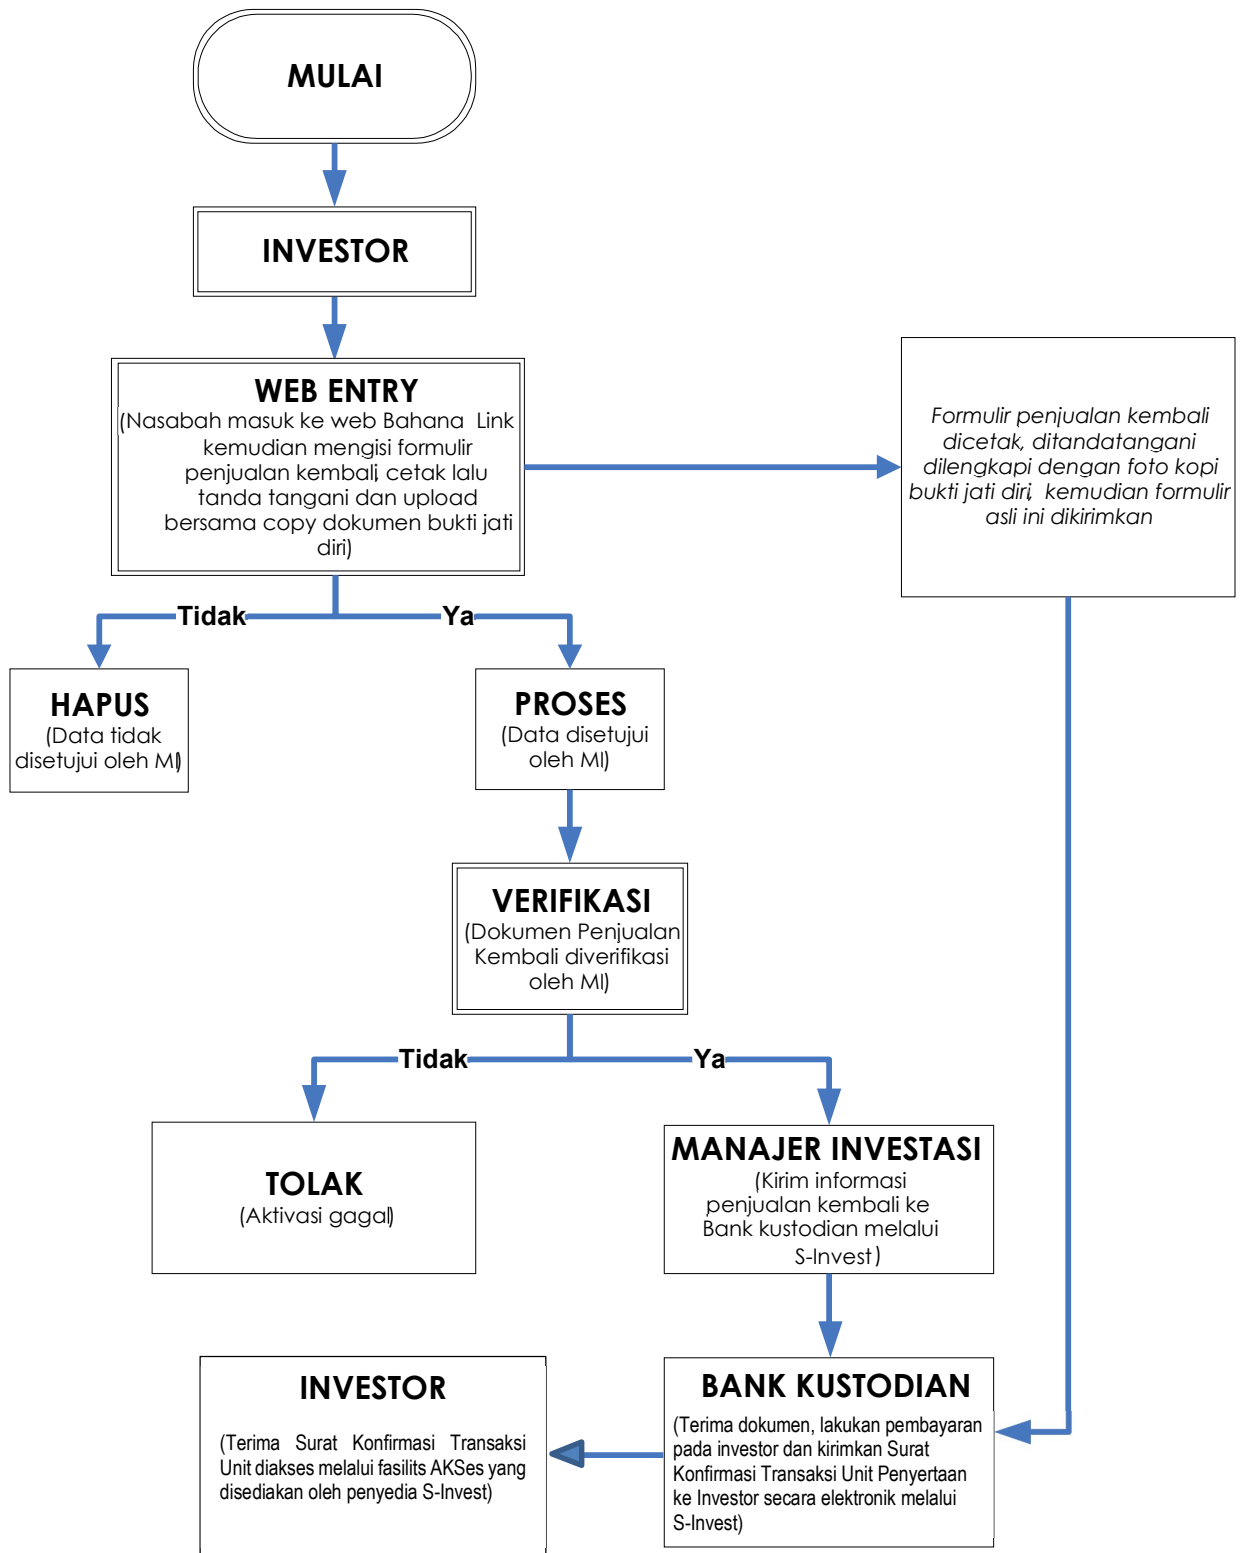 MULAI
INVESTOR
WEB ENTRY
(Nasabah masuk ke web Bahana Link
kemudian mengisi formulir
penjualan kembali, cetak lalu
tanda tangani dan upload
bersama copy dokumen bukti jati
diri)
Formulir penjualan kembali
dicetak, ditandatangani
dilengkapi dengan foto kopi
bukti jati diri, kemudian formulir
asli ini dikirimkan
Tidak
Ya
HAPUS
(Data tidak
disetujui oleh MI)
PROSES
(Data disetujui
oleh MI)
VERIFIKASI
(Dokumen Penjualan
Kembali diverifikasi
oleh MI)
Tidak
Ya
TOLAK
(Aktivasi gagal)
MANAJER INVESTASI
(Kirim informasi
penjualan kembali ke
Bank kustodian melalui
S-Invest)
INVESTOR
(Terima Surat Konfirmasi Transaksi
Unit diakses melalui fasilits AKSes yang
disediakan oleh penyedia S-Invest)
BANK KUSTODIAN
(Terima dokumen, lakukan pembayaran
pada investor dan kirimkan Surat
Konfirmasi Transaksi Unit Penyertaan
ke Investor secara elektronik melalui
S-Invest)